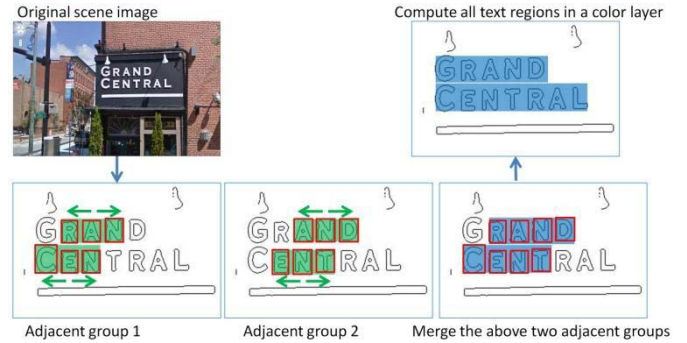 Original scene image
Compute all text regions in a color layer
GRAND
CENTRAL
GRAND
CENTRAL
GRAND
CENTRAL
GRAND
CENTRAL
GRAND
CENTRAL
Adjacent group 1
Adjacent group 2
Merge the above two adjacent groups